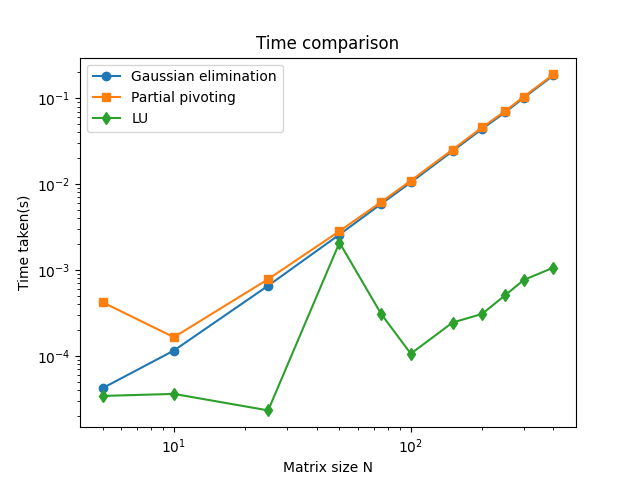 Time comparison
Gaussian elimination
Partial pivoting
LU
Time taken(s)
10⁻¹
10⁻²
10⁻³
10⁻⁴
10¹
10²
Matrix size N